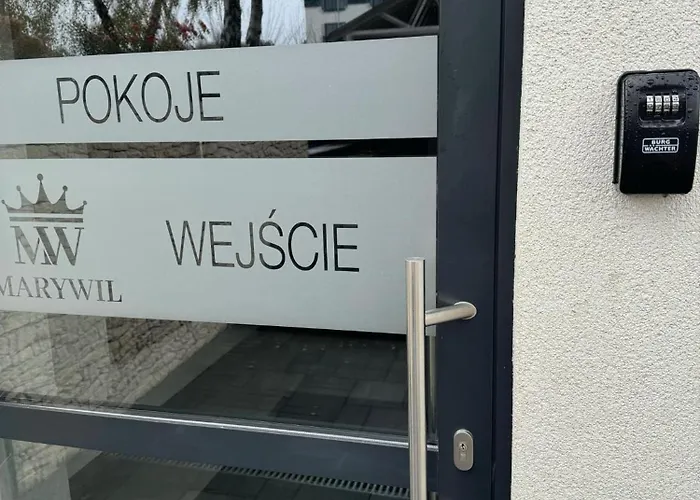 POKOJE
MW
WEJŚCIE
MARYWIL
BURG
WÄCHTER